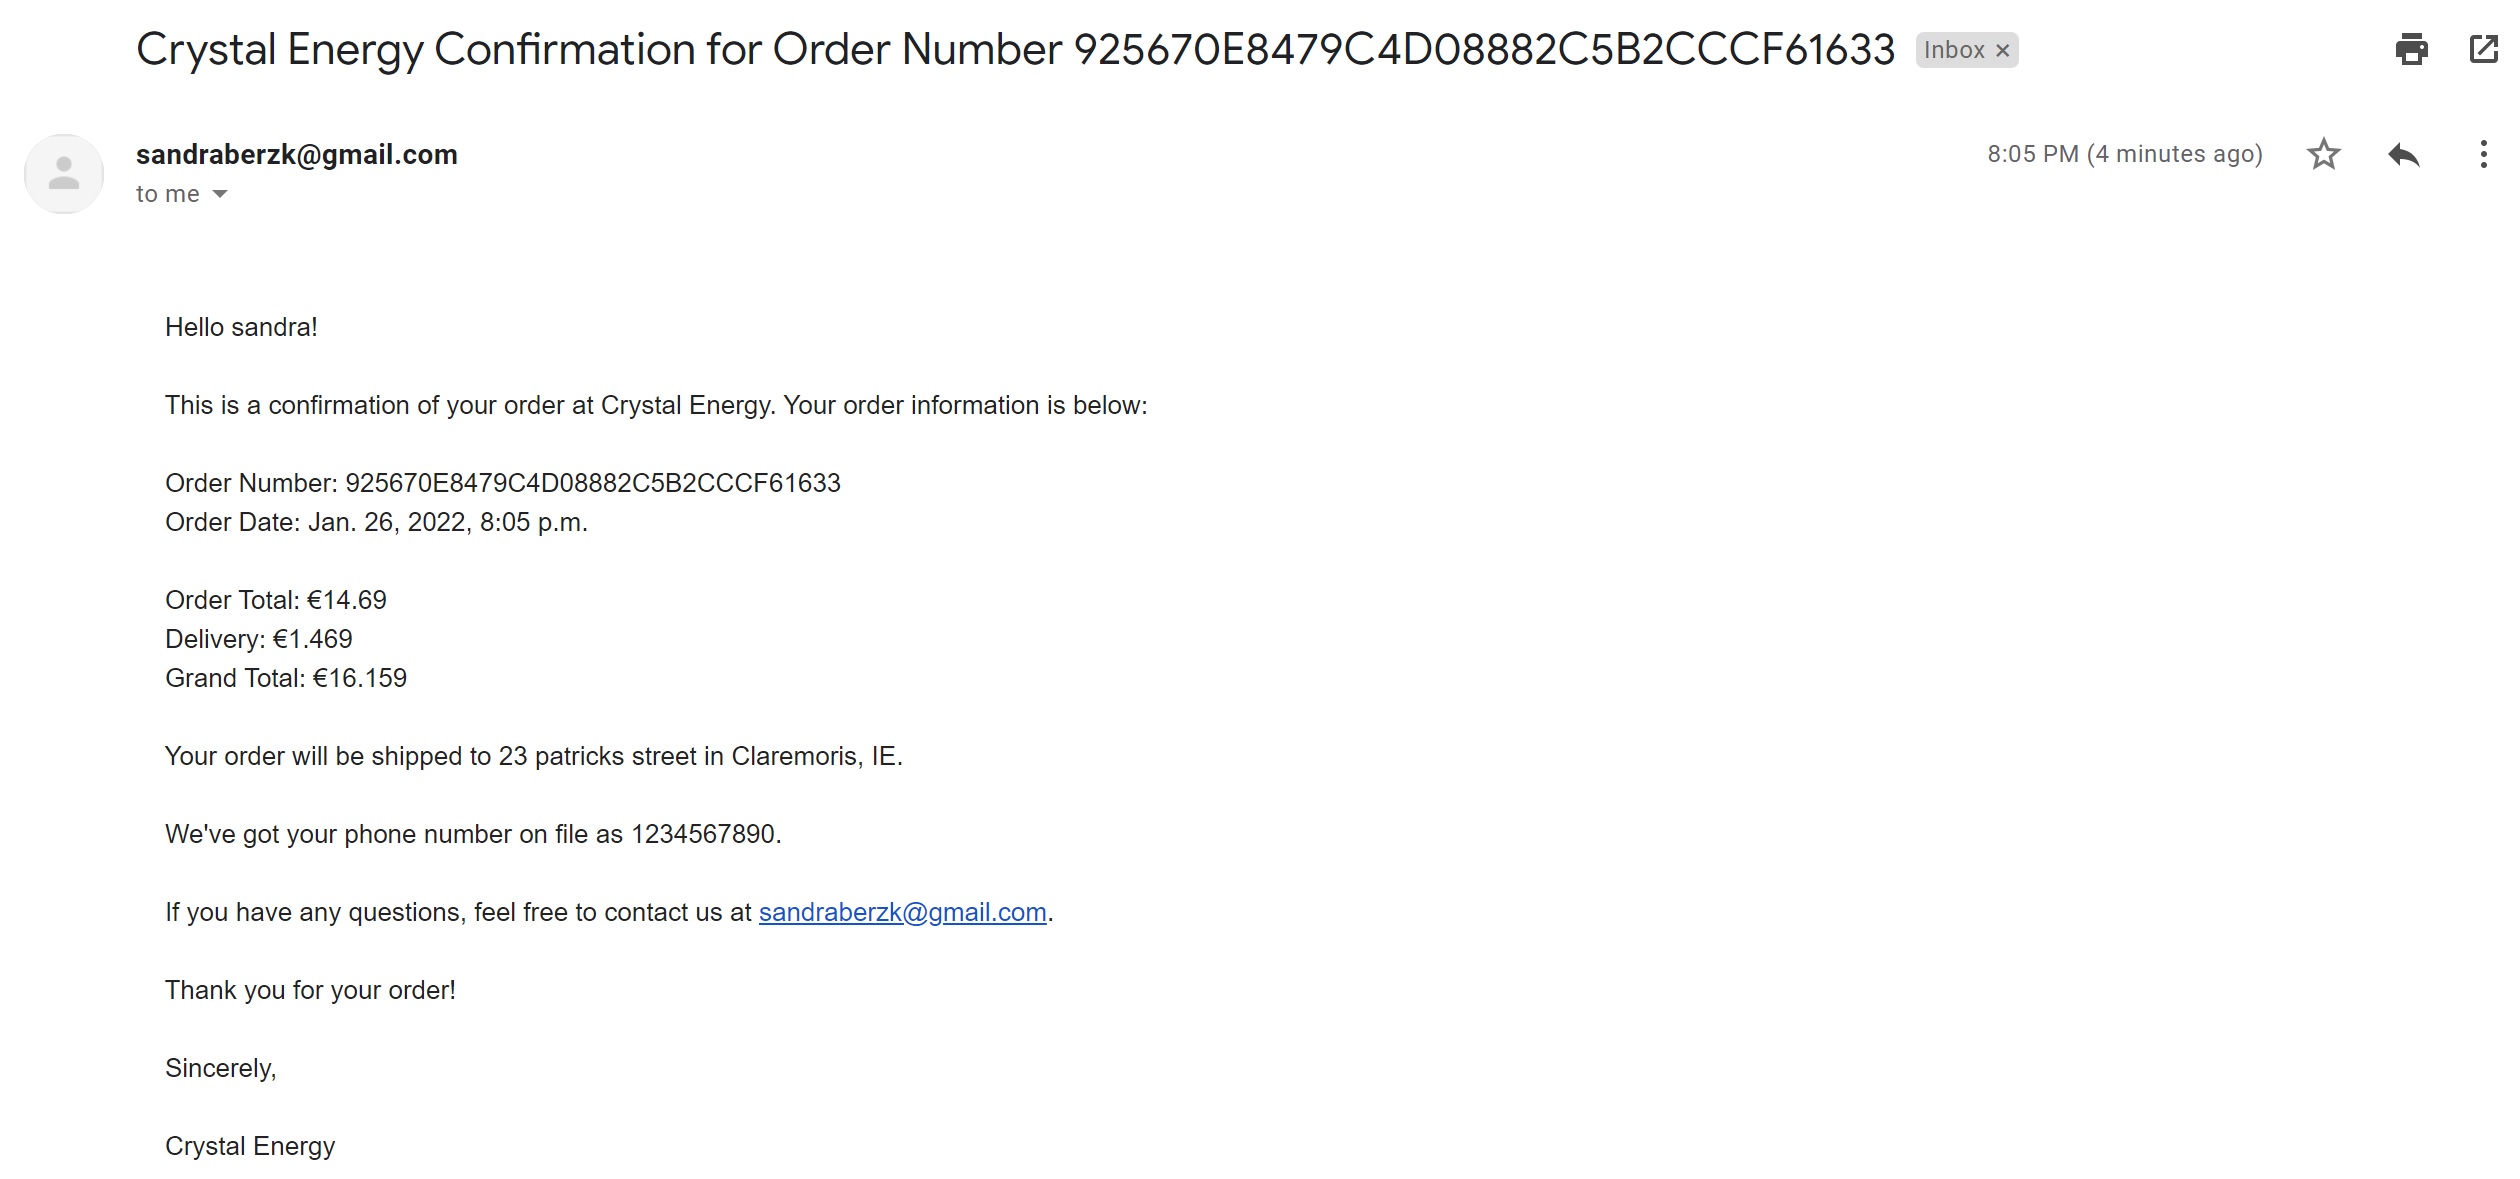 Crystal Energy Confirmation for Order Number 925670E8479C4D08882C5B2CCCF61633 Inbox ×
sandraberzk@gmail.com 8:05 PM (4 minutes ago)
to me
Hello sandra!
This is a confirmation of your order at Crystal Energy. Your order information is below:
Order Number: 925670E8479C4D08882C5B2CCCF61633
Order Date: Jan. 26, 2022, 8:05 p.m.
Order Total: €14.69
Delivery: €1.469
Grand Total: €16.159
Your order will be shipped to 23 patricks street in Claremoris, IE.
We've got your phone number on file as 1234567890.
If you have any questions, feel free to contact us at sandraberzk@gmail.com.
Thank you for your order!
Sincerely,
Crystal Energy